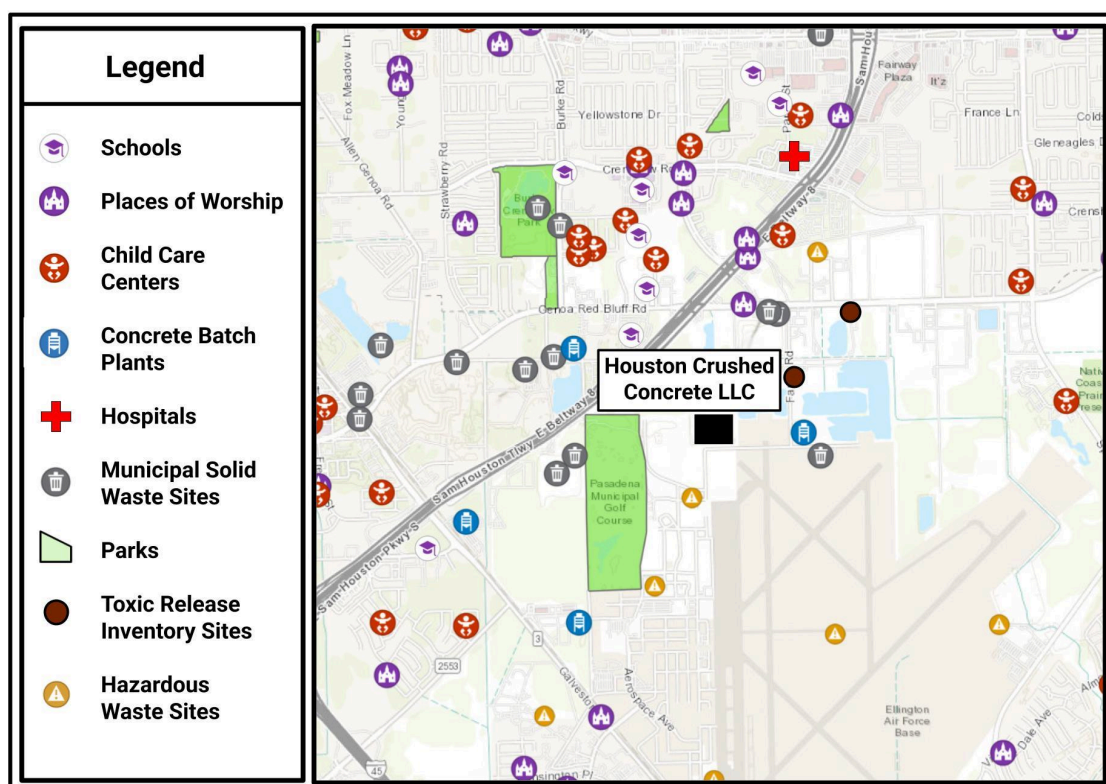 Legend
Schools
Places of Worship
Child Care
Centers
Concrete Batch
Plants
Hospitals
Municipal Solid
Waste Sites
Parks
Toxic Release
Inventory Sites
Hazardous
Waste Sites
Fox Meadow Ln
Burke Rd
Yellowstone Dr
Fairway
Plaza
It'z
France Ln
Gleneagles
Allen Genoa Rd
Strawberry Rd
Park
Genoa Red Bluff Rd
Houston Crushed
Concrete LLC
Sam Houston Tlwy E Beltway 8
Pasadena
Municipal
Golf
Course
Sam-Houston-Pkwy-S
3
2553
Aerospace Ave
Ellington
Air Force
Base
Dale Ave
45